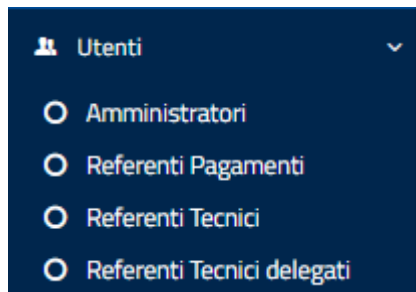 Utenti
Amministratori
Referenti Pagamenti
Referenti Tecnici
Referenti Tecnici delegati